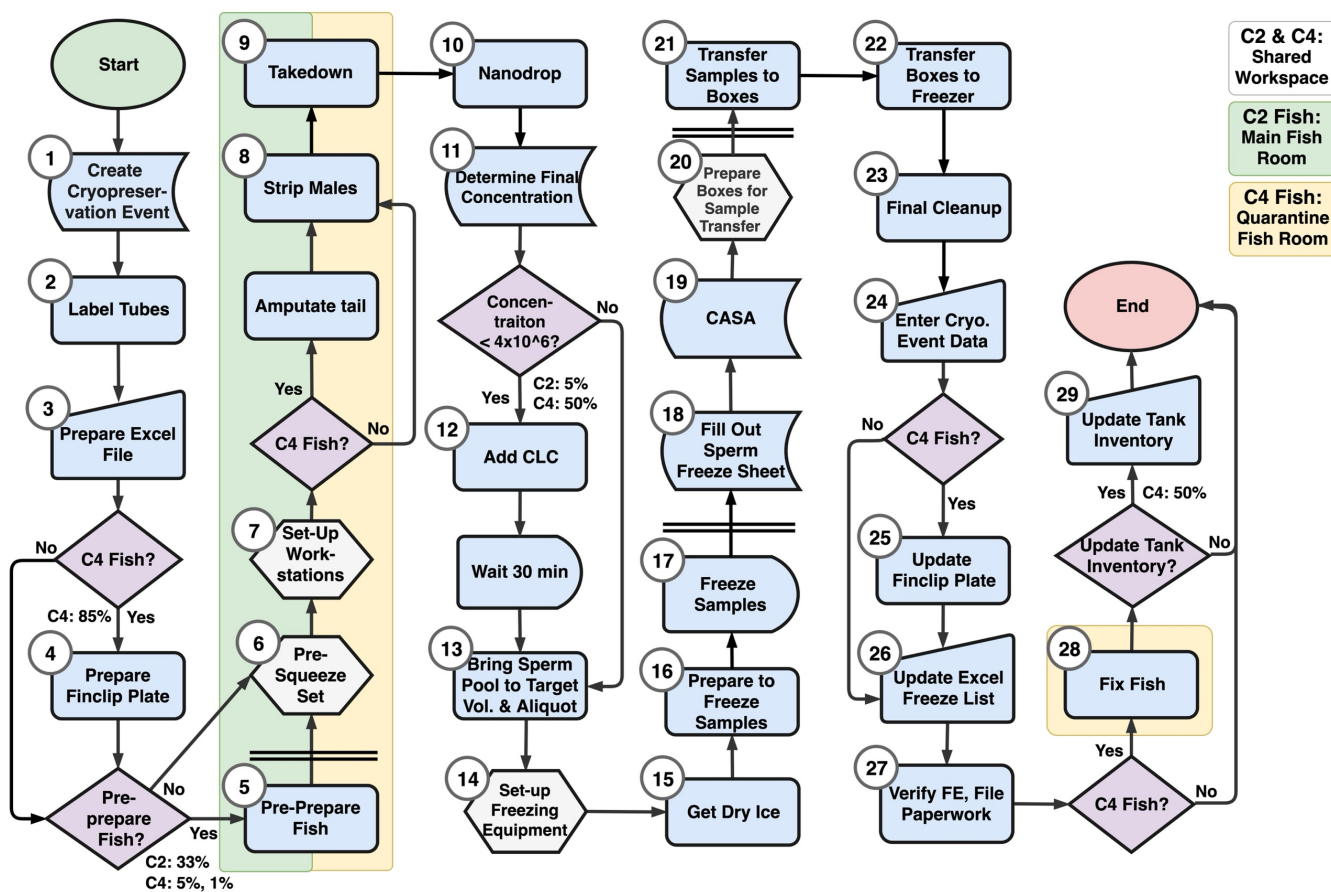 Start
1
Create
Cryopreser-
vation Event
2
Label Tubes
3
Prepare Excel
File
C4 Fish?
No
C4: 85%
Yes
4
Prepare
Finclip Plate
Pre-
prepare
Fish?
No
Yes
C2: 33%
C4: 5%, 1%
5
Pre-Prepare
Fish
6
Pre-
Squeeze
Set
7
Set-Up
Work-
stations
C4 Fish?
Yes
No
Amputate tail
8
Strip Males
9
Takedown
10
Nanodrop
11
Determine Final
Concentration
Concen-
traiton
< 4x10^6?
No
Yes
C2: 5%
C4: 50%
12
Add CLC
Wait 30 min
13
Bring Sperm
Pool to Target
Vol. & Aliquot
14
Set-up
Freezing
Equipment
15
Get Dry Ice
16
Prepare to
Freeze
Samples
17
Freeze
Samples
18
Fill Out
Sperm
Freeze Sheet
19
CASA
20
Prepare
Boxes for
Sample
Transfer
21
Transfer
Samples to
Boxes
22
Transfer
Boxes to
Freezer
23
Final Cleanup
24
Enter Cryo.
Event Data
C4 Fish?
No
Yes
25
Update
Finclip Plate
26
Update Excel
Freeze List
27
Verify FE, File
Paperwork
C4 Fish?
No
Yes
28
Fix Fish
Update Tank
Inventory?
No
Yes
C4: 50%
29
Update Tank
Inventory
End
C2 & C4:
Shared
Workspace
C2 Fish:
Main Fish
Room
C4 Fish:
Quarantine
Fish Room